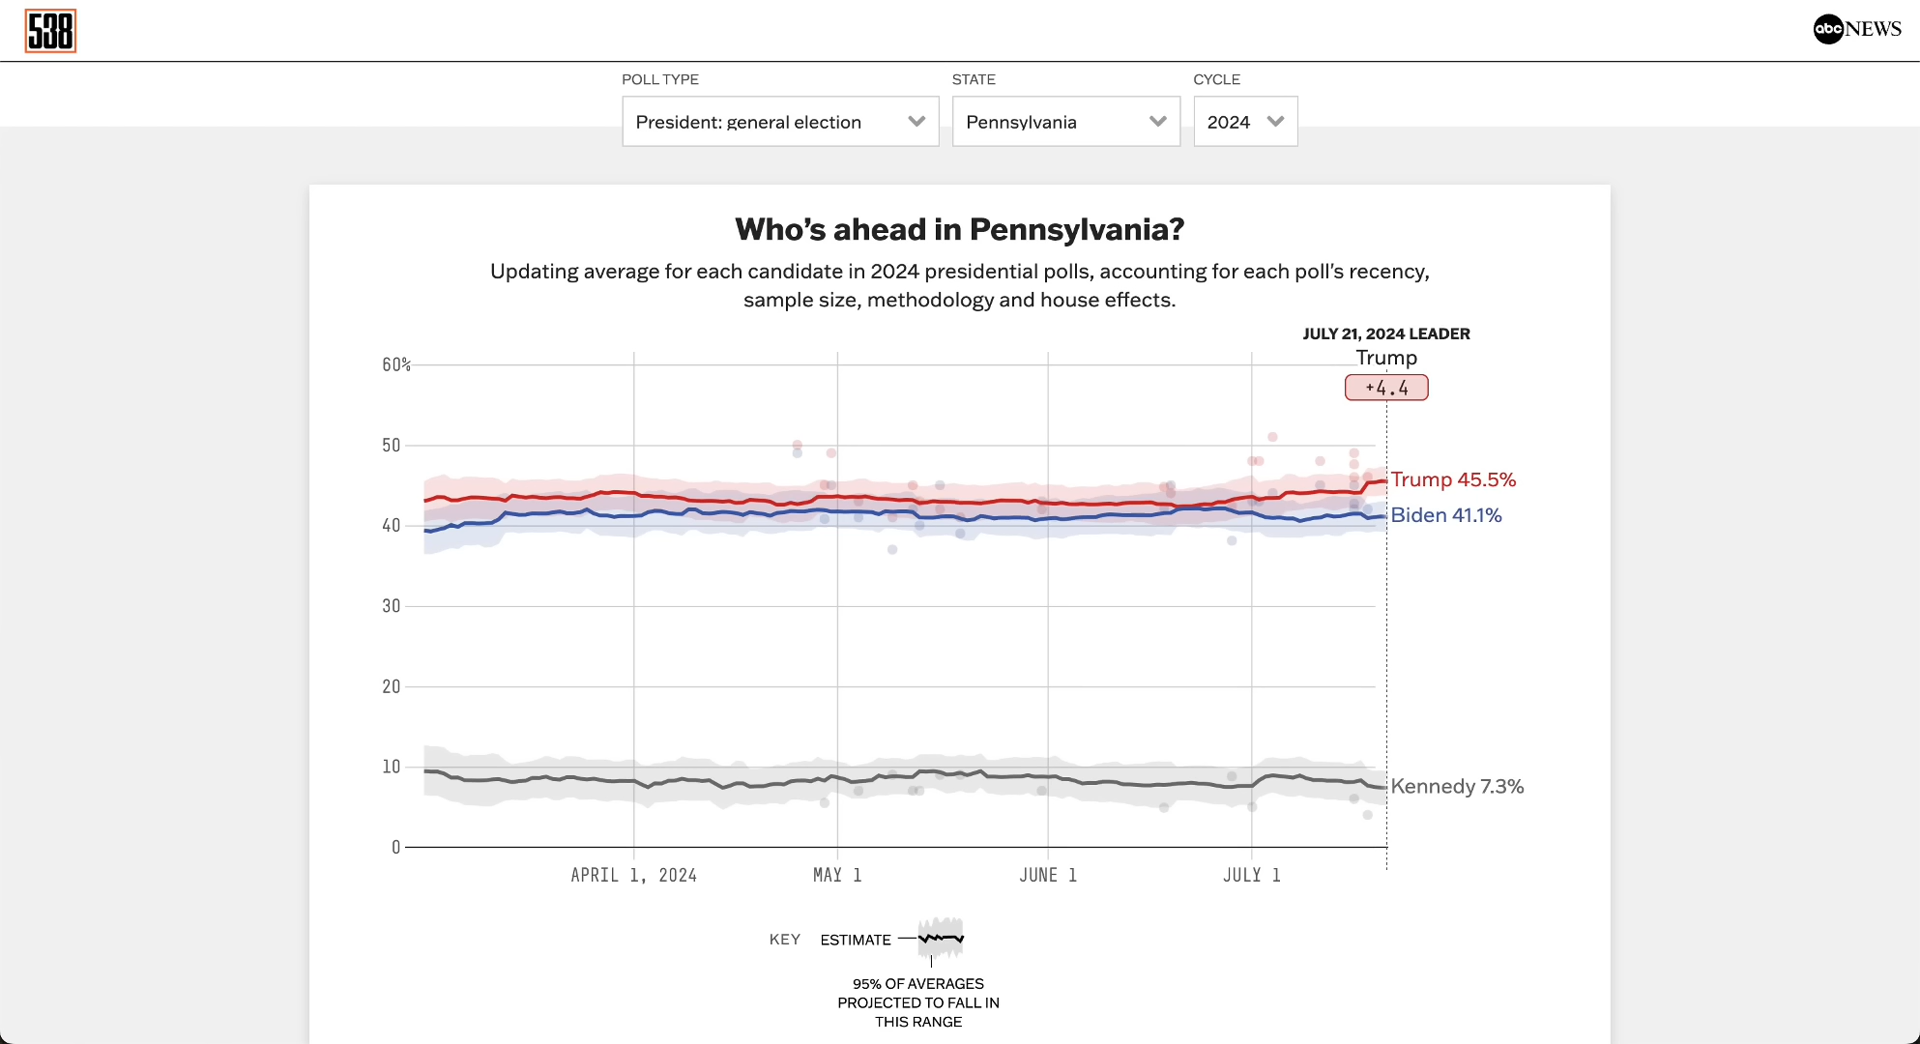 538
abc NEWS
POLL TYPE
STATE
CYCLE
President: general election
Pennsylvania
2024
Who’s ahead in Pennsylvania?
Updating average for each candidate in 2024 presidential polls, accounting for each poll's recency,
sample size, methodology and house effects.
JULY 21, 2024 LEADER
Trump
+4.4
60%
50
40
30
20
10
0
Trump 45.5%
Biden 41.1%
Kennedy 7.3%
APRIL 1, 2024
MAY 1
JUNE 1
JULY 1
KEY
ESTIMATE
95% OF AVERAGES
PROJECTED TO FALL IN
THIS RANGE